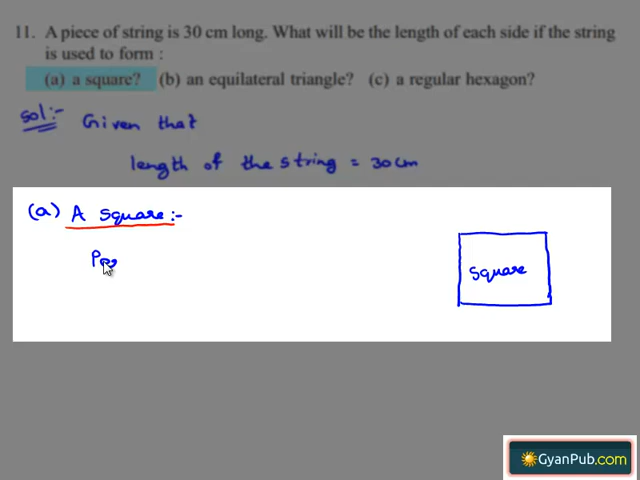 11. A piece of string is 30 cm long. What will be the length of each side if the string
is used to form :
(a) a square? (b) an equilateral triangle? (c) a regular hexagon?
Sol:-
Given that
length of the string = 30 cm
(a) A square:-
Square
GyanPub.com